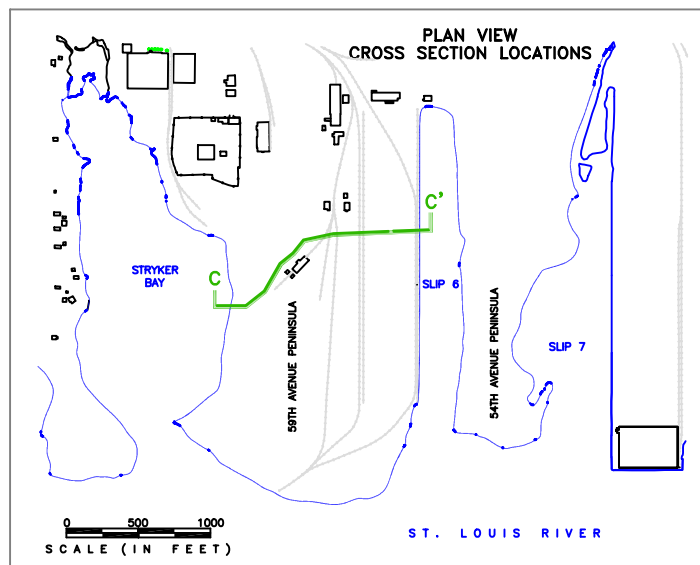 PLAN VIEW
CROSS SECTION LOCATIONS
C'
STRYKER
BAY
C
SLIP 6
59TH AVENUE PENINSULA
54TH AVENUE PENINSULA
SLIP 7
0 500 1000
SCALE (IN FEET)
ST. LOUIS RIVER